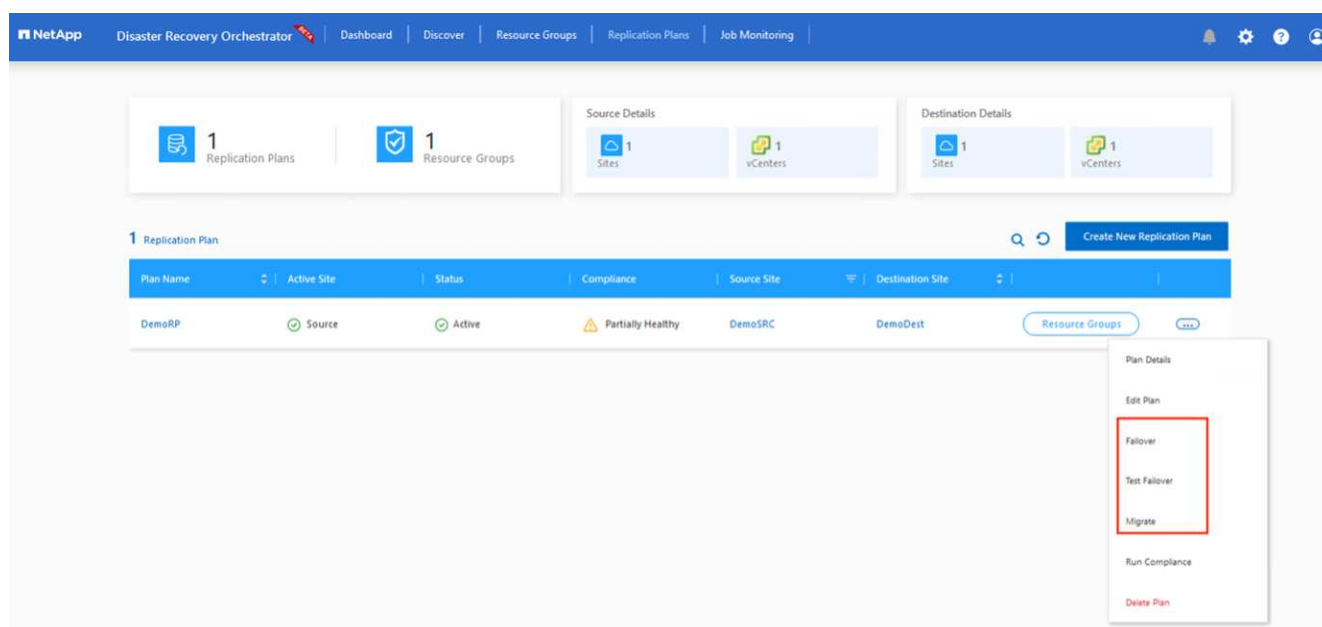 NetApp Disaster Recovery Orchestrator Dashboard Discover Resource Groups Replication Plans Job Monitoring
1 Replication Plans
1 Resource Groups
Source Details
1 Sites
1 vCenters
Destination Details
1 Sites
1 vCenters
1 Replication Plan
Create New Replication Plan
Plan Name Active Site Status Compliance Source Site Destination Site
DemoRP Source Active Partially Healthy DemoSRC DemoDest Resource Groups ...
Plan Details
Edit Plan
Failover
Test Failover
Migrate
Run Compliance
Delete Plan